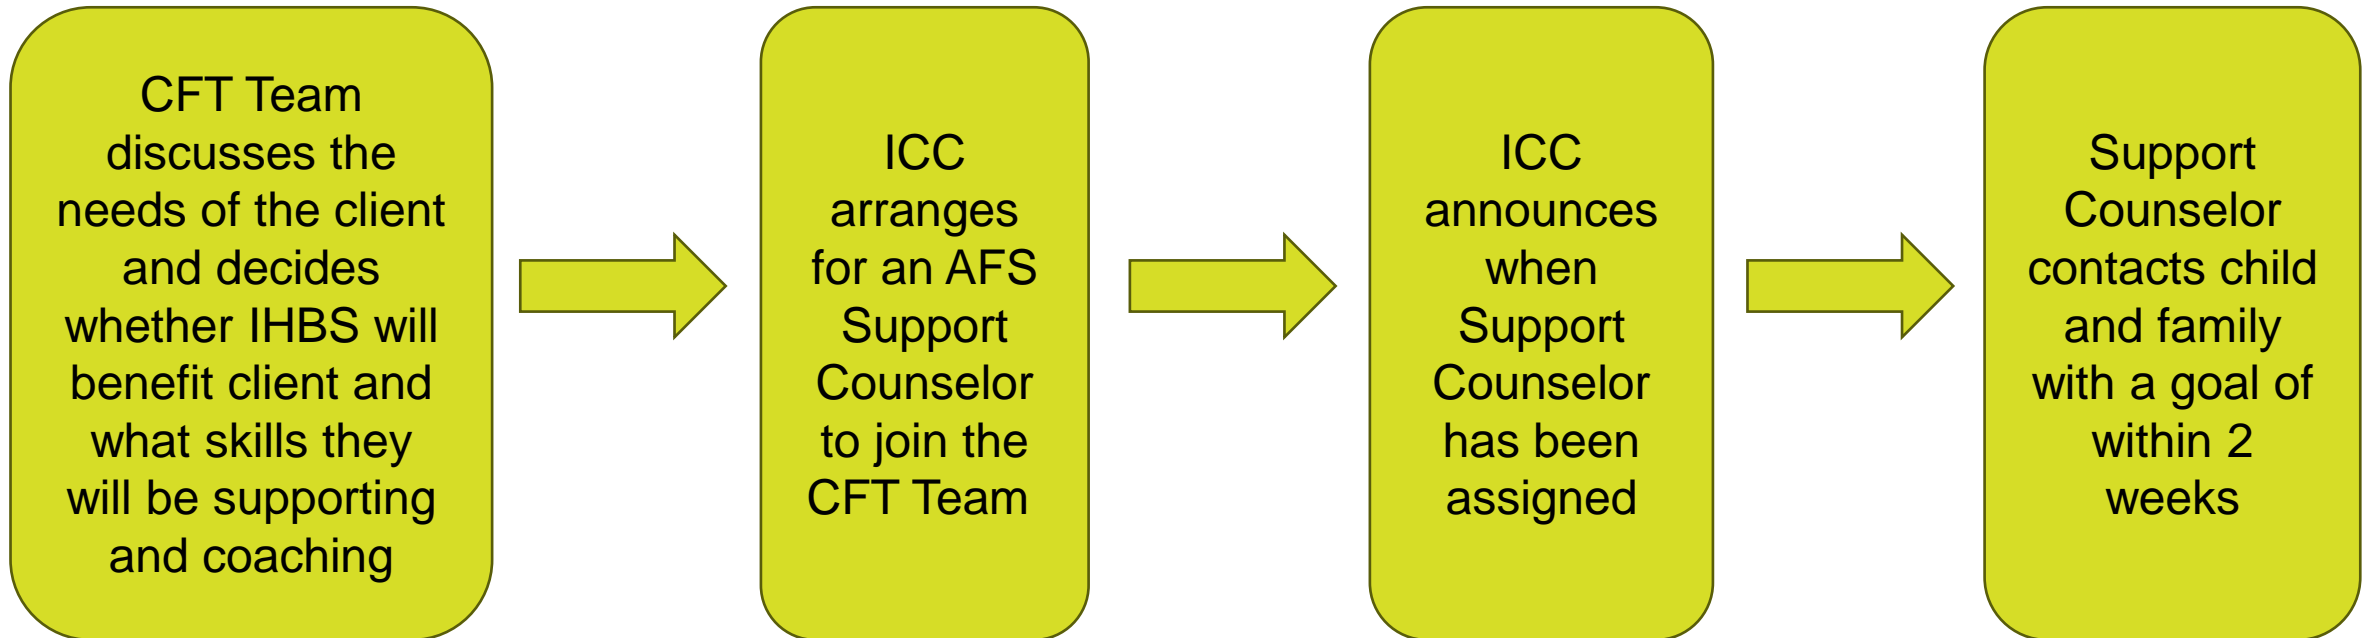 CFT Team
discusses the
needs of the client
and decides
whether IHBS will
benefit client and
what skills they
will be supporting
and coaching
ICC
arranges
for an AFS
Support
Counselor
to join the
CFT Team
ICC
announces
when
Support
Counselor
has been
assigned
Support
Counselor
contacts child
and family
with a goal of
within 2
weeks